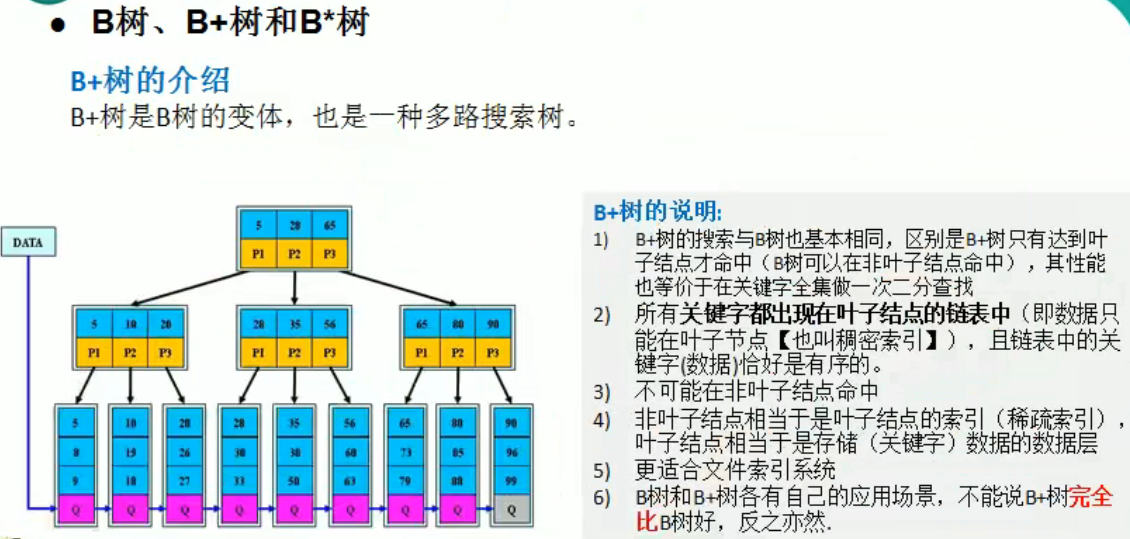 ● B树、B+树和B*树
B+树的介绍
B+树是B树的变体，也是一种多路搜索树。
DATA
5 28 65
P1 P2 P3
5 10 20
P1 P2 P3
28 35 56
P1 P2 P3
65 80 90
P1 P2 P3
5 10 20 28 35 56 65 80 90
8 15 26 30 38 60 73 85 96
9 18 27 33 50 63 79 88 99
Q Q Q Q Q Q Q Q Q
B+树的说明:
1) B+树的搜索与B树也基本相同，区别是B+树只有达到叶
子结点才命中（B树可以在非叶子结点命中），其性能
也等价于在关键字全集做一次二分查找
2) 所有关键字都出现在叶子结点的链表中（即数据只
能在叶子节点【也叫稠密索引】），且链表中的关
键字(数据)恰好是有序的。
3) 不可能在非叶子结点命中
4) 非叶子结点相当于是叶子结点的索引（稀疏索引），
叶子结点相当于是存储（关键字）数据的数据层
5) 更适合文件索引系统
6) B树和B+树各有自己的应用场景，不能说B+树完全
比B树好，反之亦然.